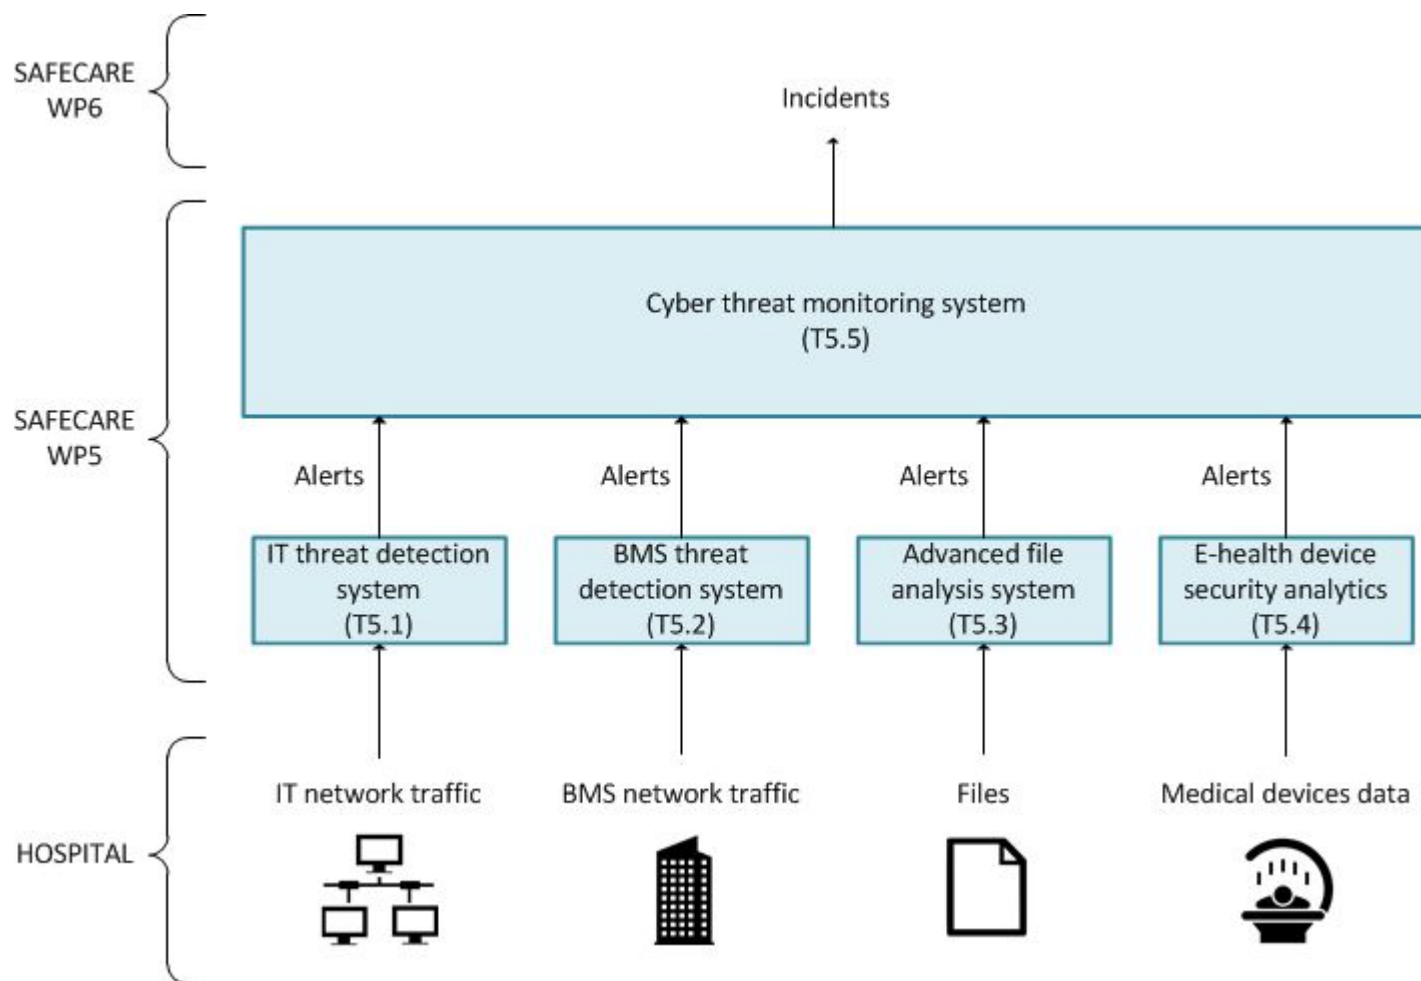 SAFECARE
WP6
Incidents
Cyber threat monitoring system
(T5.5)
SAFECARE
WP5
Alerts
Alerts
Alerts
Alerts
IT threat detection
system
(T5.1)
BMS threat
detection system
(T5.2)
Advanced file
analysis system
(T5.3)
E-health device
security analytics
(T5.4)
IT network traffic
BMS network traffic
Files
Medical devices data
HOSPITAL